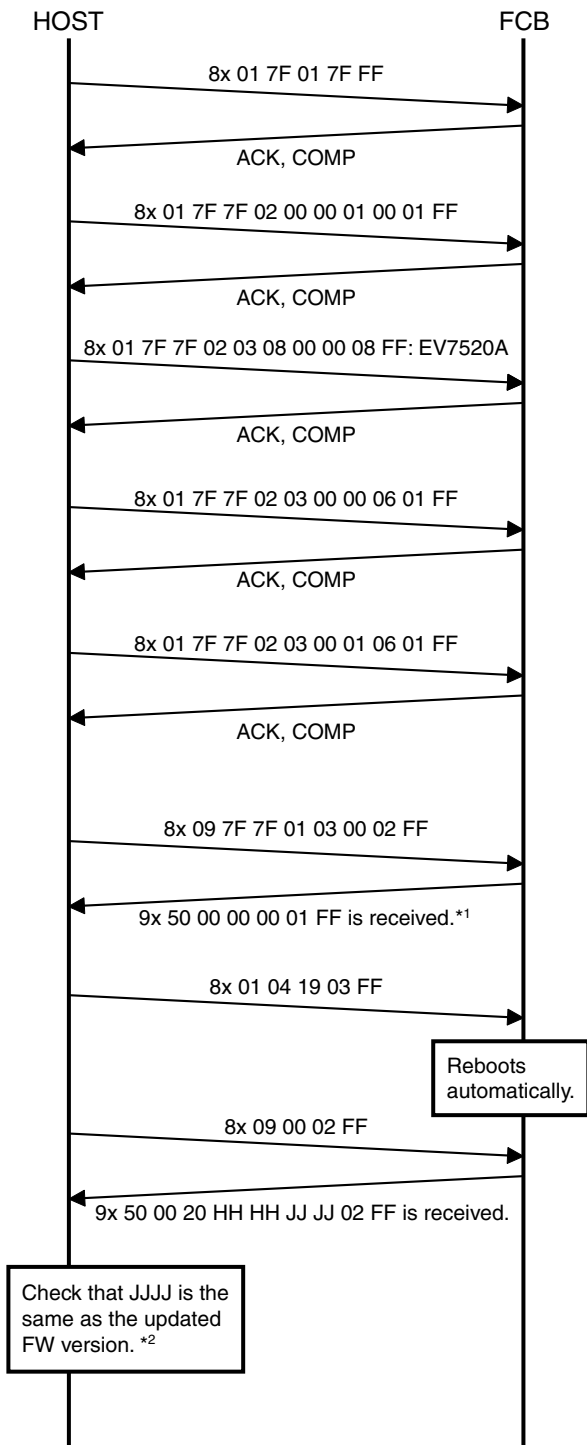 HOST FCB
8x 01 7F 01 7F FF
ACK, COMP
8x 01 7F 7F 02 00 00 01 00 01 FF
ACK, COMP
8x 01 7F 7F 02 03 08 00 00 08 FF: EV7520A
ACK, COMP
8x 01 7F 7F 02 03 00 00 06 01 FF
ACK, COMP
8x 01 7F 7F 02 03 00 01 06 01 FF
ACK, COMP
8x 09 7F 7F 01 03 00 02 FF
9x 50 00 00 00 01 FF is received.*1
8x 01 04 19 03 FF
Reboots
automatically.
8x 09 00 02 FF
9x 50 00 20 HH HH JJ JJ 02 FF is received.
Check that JJJJ is the
same as the updated
FW version. *2